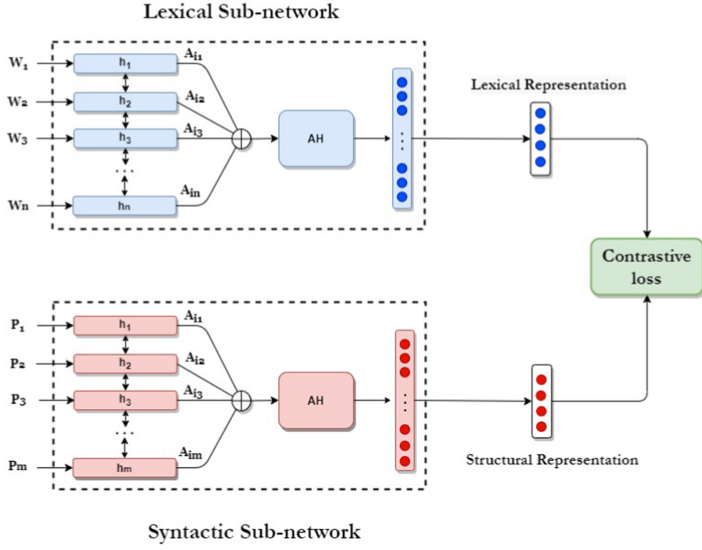 Lexical Sub-network
W1
h1
Ai1
W2
h2
Ai2
W3
h3
Ai3
...
Wn
hn
Ain
AH
Lexical Representation
Contrastive
loss
P1
h1
Ai1
P2
h2
Ai2
P3
h3
Ai3
...
Pm
hm
Aim
AH
Structural Representation
Syntactic Sub-network